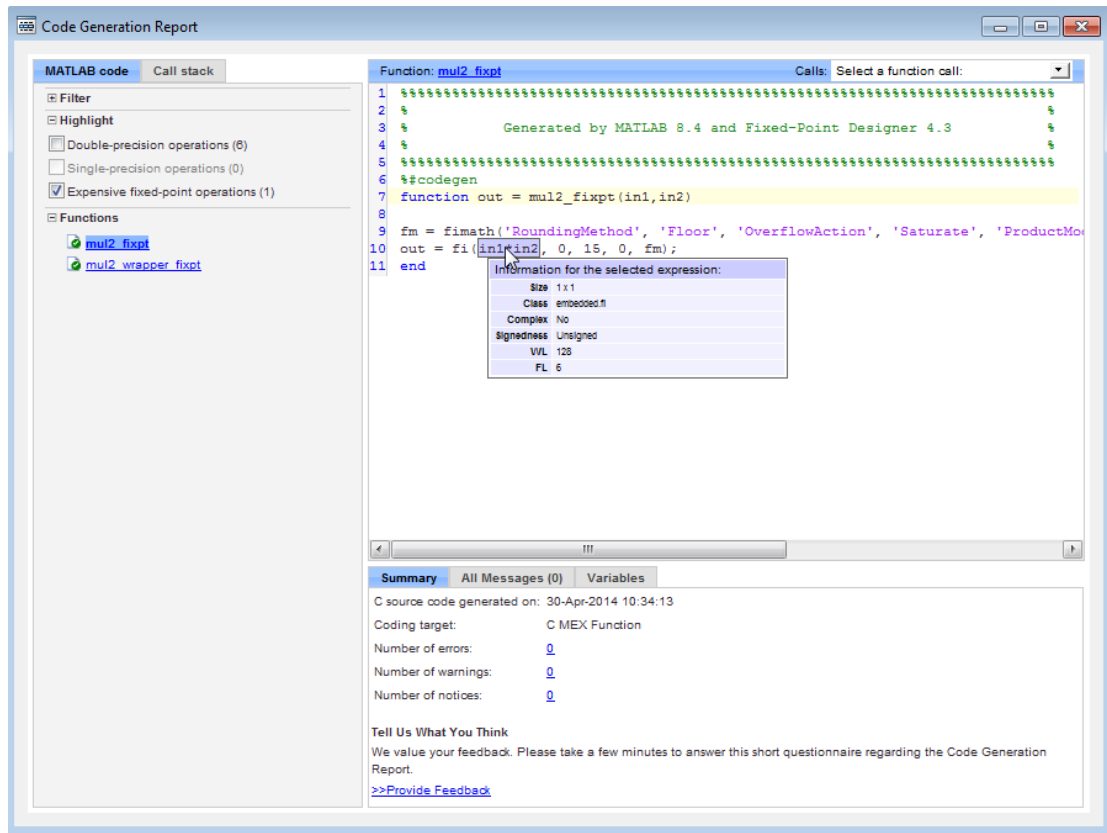 Code Generation Report
MATLAB code Call stack
Filter
Highlight
Double-precision operations (6)
Single-precision operations (0)
Expensive fixed-point operations (1)
Functions
mul2_fixpt
mul2_wrapper_fixpt
Function: mul2_fixpt Calls: Select a function call:
1 %%%%%%%%%%%%%%%%%%%%%%%%%%%%%%%%%%%%%%%%%%%%%%%%%%%%%%%%%%%%%%%%%%%%%%%%%%%
2 % %
3 % Generated by MATLAB 8.4 and Fixed-Point Designer 4.3 %
4 % %
5 %%%%%%%%%%%%%%%%%%%%%%%%%%%%%%%%%%%%%%%%%%%%%%%%%%%%%%%%%%%%%%%%%%%%%%%%%%%
6 %#codegen
7 function out = mul2_fixpt(in1,in2)
8
9 fm = fimath('RoundingMethod', 'Floor', 'OverflowAction', 'Saturate', 'ProductMo
10 out = fi(in1*in2, 0, 15, 0, fm);
11 end
Information for the selected expression:
Size 1 x 1
Class embedded.fi
Complex No
Signedness Unsigned
WL 128
FL 6
Summary All Messages (0) Variables
C source code generated on: 30-Apr-2014 10:34:13
Coding target: C MEX Function
Number of errors: 0
Number of warnings: 0
Number of notices: 0
Tell Us What You Think
We value your feedback. Please take a few minutes to answer this short questionnaire regarding the Code Generation
Report.
>>Provide Feedback